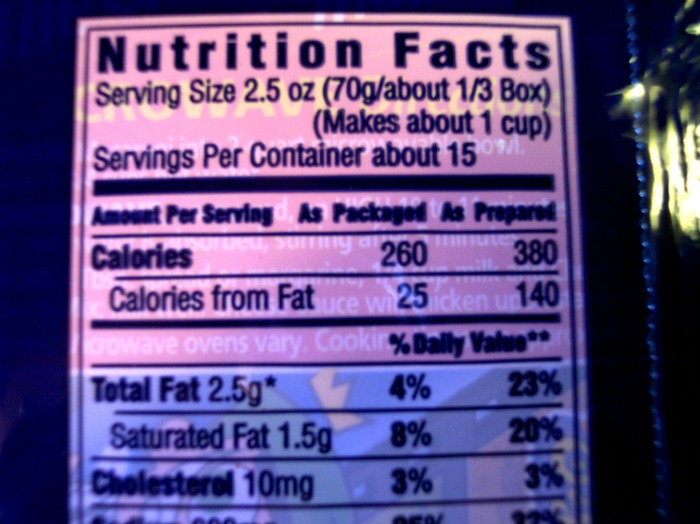 Nutrition Facts
Serving Size 2.5 oz (70g/about 1/3 Box)
(Makes about 1 cup)
Servings Per Container about 15
Amount Per Serving As Packaged As Prepared
Calories 260 380
Calories from Fat 25 140
% Daily Value**
Total Fat 2.5g* 4% 23%
Saturated Fat 1.5g 8% 20%
Cholesterol 10mg 3% 3%